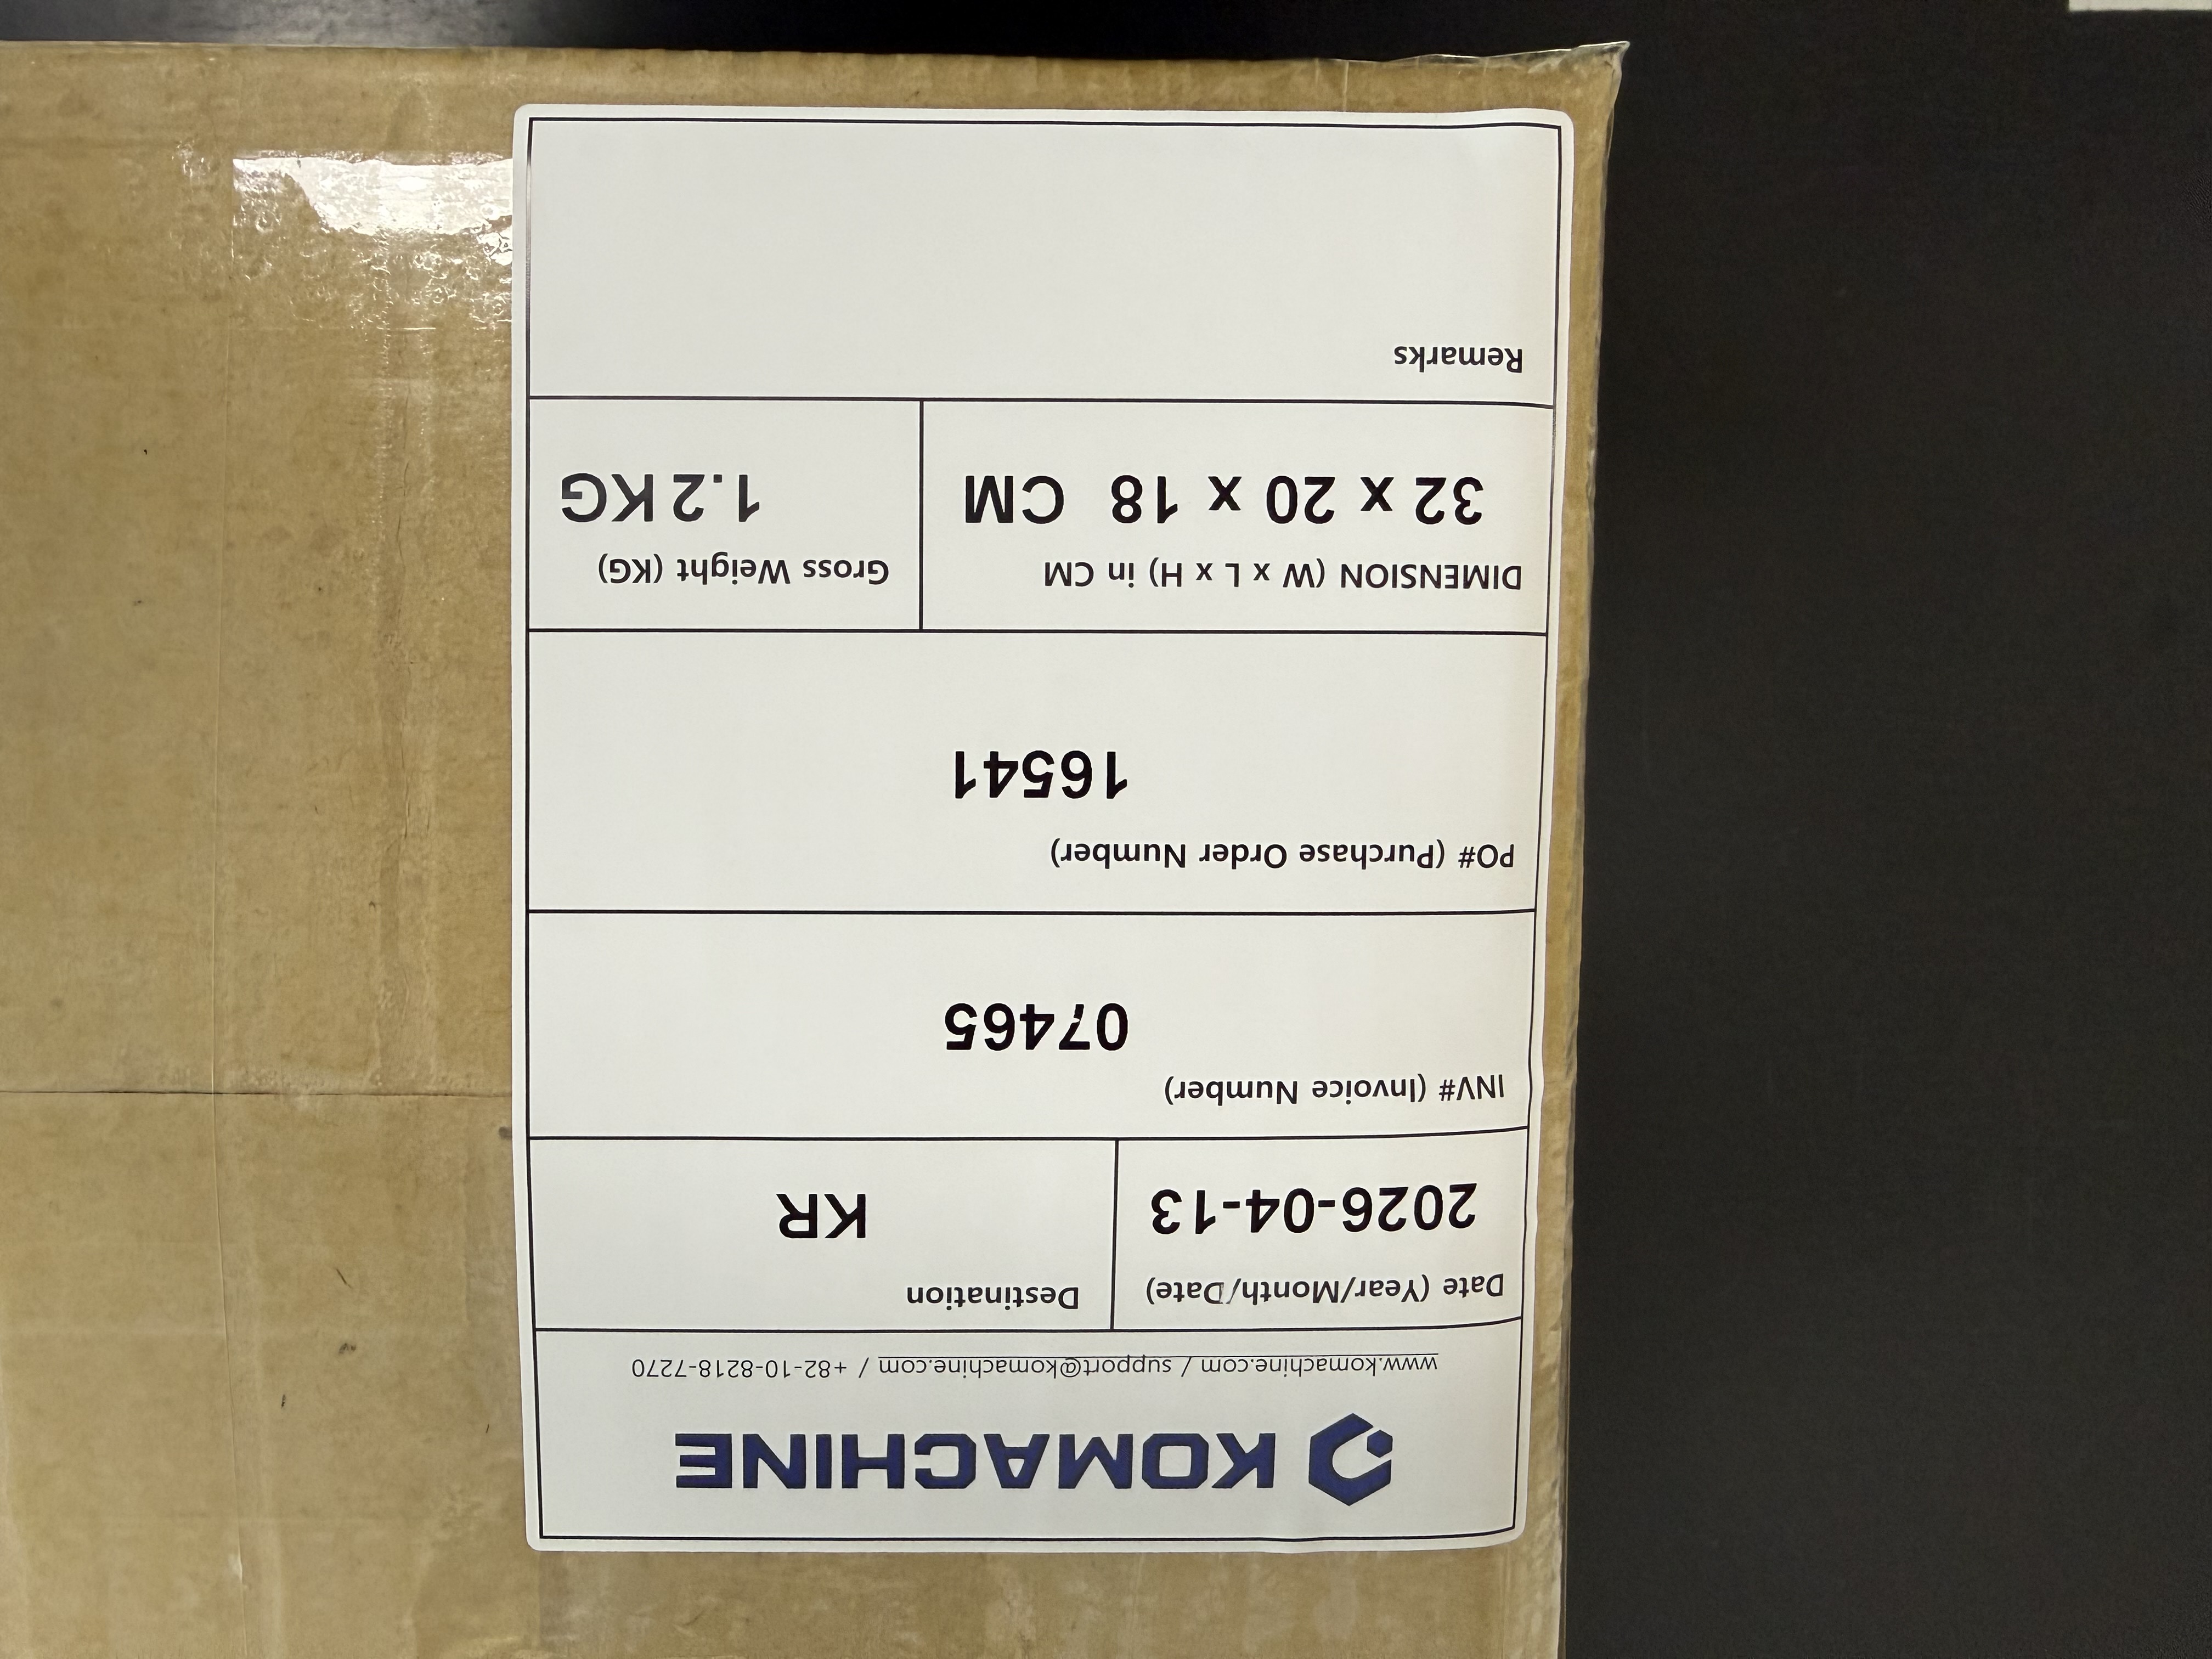 KOMACHINE
www.komachine.com / support@komachine.com / +82-10-8218-7270
Date (Year/Month/Date)
2026-04-13
Destination
KR
INV# (Invoice Number)
07465
PO# (Purchase Order Number)
16541
DIMENSION (W x L x H) in CM
32 x 20 x 18 CM
Gross Weight (KG)
1.2 KG
Remarks